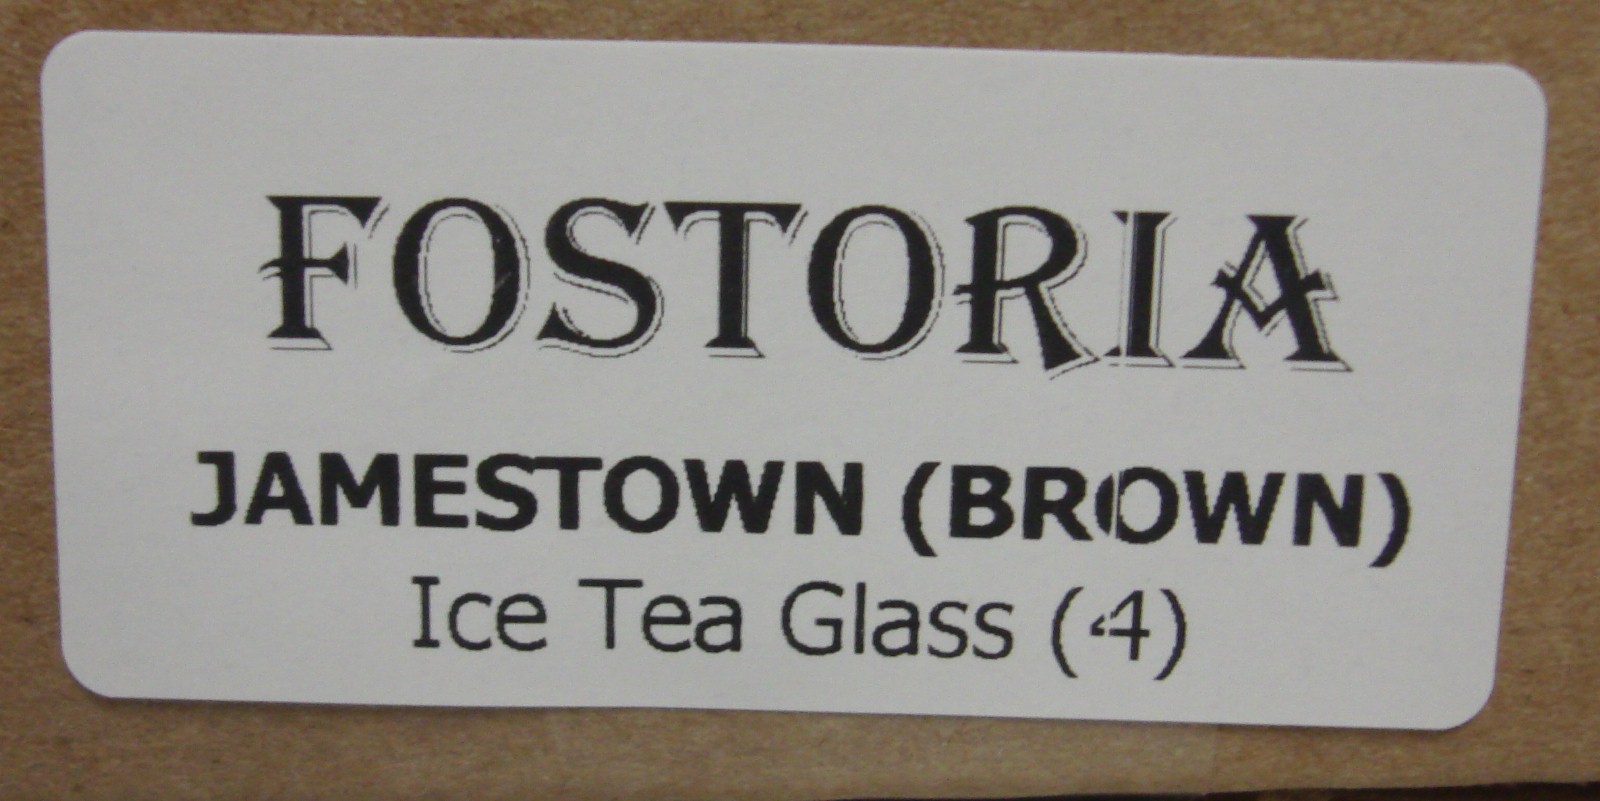 FOSTORIA
JAMESTOWN (BROWN)
Ice Tea Glass (4)